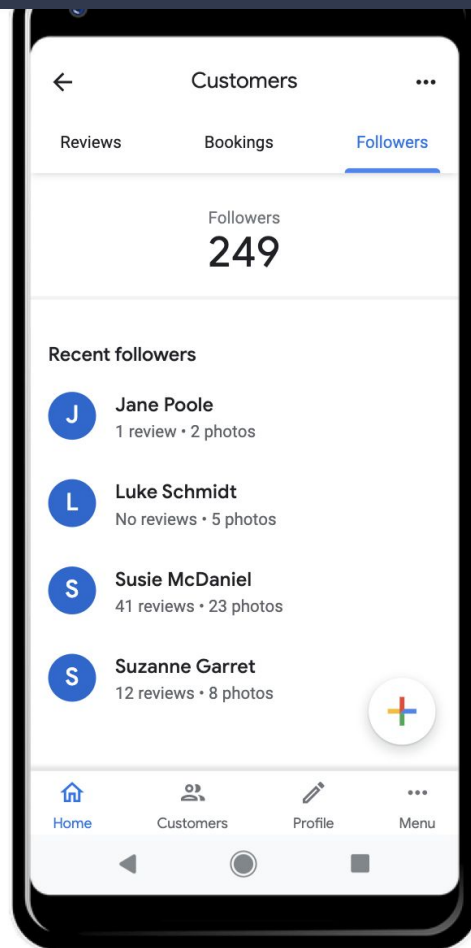 Customers
Reviews Bookings Followers
Followers
249
Recent followers
J
Jane Poole
1 review • 2 photos
L
Luke Schmidt
No reviews • 5 photos
S
Susie McDaniel
41 reviews • 23 photos
S
Suzanne Garret
12 reviews • 8 photos
Home Customers Profile Menu